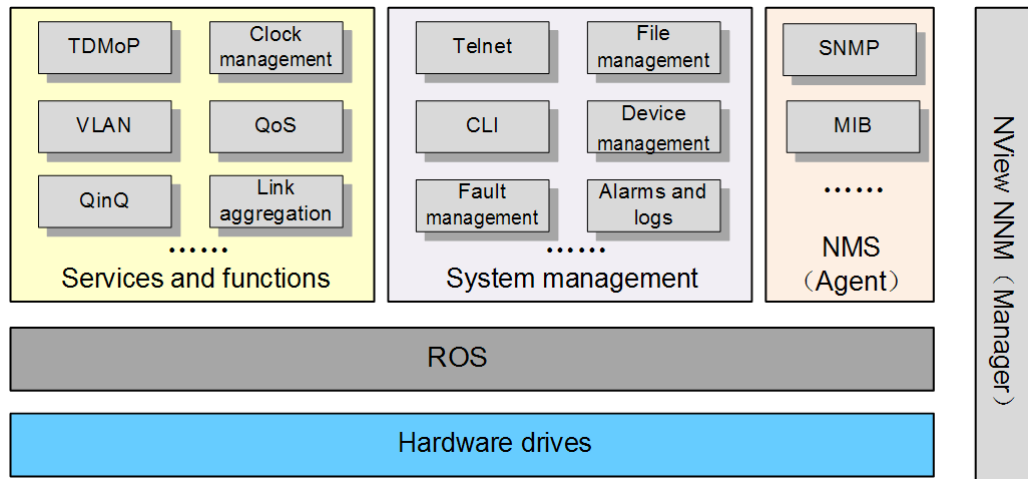 TDMoP
Clock
management
VLAN
QoS
QinQ
Link
aggregation
……
Services and functions
Telnet
File
management
CLI
Device
management
Fault
management
Alarms and
logs
……
System management
SNMP
MIB
……
NMS
（Agent）
ROS
Hardware drives
NView NNM（Manager）